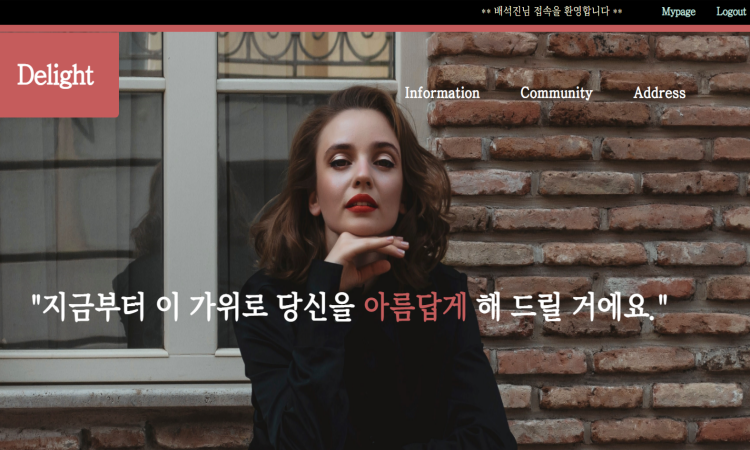 ** 배석진님 접속을 환영합니다 **
Mypage
Logout
Delight
Information
Community
Address
"지금부터 이 가위로 당신을 아름답게 해 드릴 거에요."